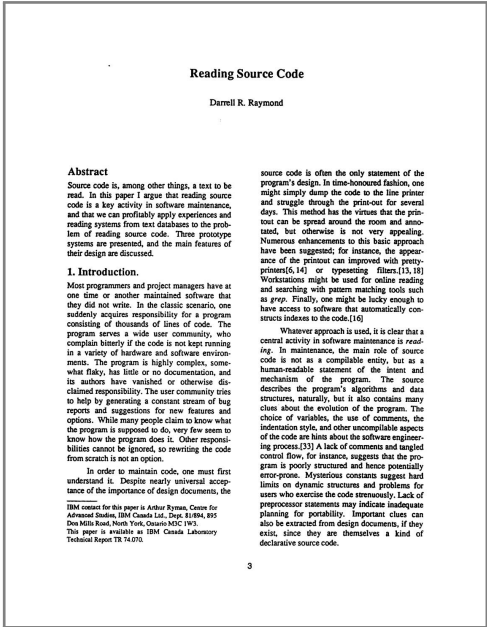 Reading Source Code
Darrell R. Raymond
Abstract
Source code is, among other things, a text to be
read. In this paper I argue that reading source
code is a key activity in software maintenance,
and that we can profitably apply experiences and
reading systems from text databases to the prob-
lem of reading source code. Three prototype
systems are presented, and the main features of
their design are discussed.
1. Introduction.
Most programmers and project managers have at
one time or another maintained software that
they did not write. In the classic scenario, one
suddenly acquires responsibility for a program
consisting of thousands of lines of code. The
program serves a wide user community, who
complain bitterly if the code is not kept running
in a variety of hardware and software environ-
ments. The program is highly complex, some-
what flaky, has little or no documentation, and
its authors have vanished or otherwise dis-
claimed responsibility. The user community tries
to help by generating a constant stream of bug
reports and suggestions for new features and
options. While many people claim to know what
the program is supposed to do, very few seem to
know how the program does it. Other responsi-
bilities cannot be ignored, so rewriting the code
from scratch is not an option.
In order to maintain code, one must first
understand it. Despite nearly universal accep-
tance of the importance of design documents, the
IBM contact for this paper is Arthur Ryman, Centre for
Advanced Studies, IBM Canada Ltd., Dept. 81/894, 895
Don Mills Road, North York, Ontario M3C 1W3.
This paper is available as IBM Canada Laboratory
Technical Report TR 74.070.
source code is often the only statement of the
program's design. In time-honoured fashion, one
might simply dump the code to the line printer
and struggle through the print-out for several
days. This method has the virtues that the prin-
tout can be spread around the room and anno-
tated, but otherwise is not very appealing.
Numerous enhancements to this basic approach
have been suggested; for instance, the appear-
ance of the printout can improved with pretty-
printers[6, 14] or typesetting filters.[13, 18]
Workstations might be used for online reading
and searching with pattern matching tools such
as grep. Finally, one might be lucky enough to
have access to software that automatically con-
structs indexes to the code.[16]
Whatever approach is used, it is clear that a
central activity in software maintenance is read-
ing. In maintenance, the main role of source
code is not as a compilable entity, but as a
human-readable statement of the intent and
mechanism of the program. The source
describes the program's algorithms and data
structures, naturally, but it also contains many
clues about the evolution of the program. The
choice of variables, the use of comments, the
indentation style, and other uncompilable aspects
of the code are hints about the software engineer-
ing process.[33] A lack of comments and tangled
control flow, for instance, suggests that the pro-
gram is poorly structured and hence potentially
error-prone. Mysterious constants suggest hard
limits on dynamic structures and problems for
users who exercise the code strenuously. Lack of
preprocessor statements may indicate inadequate
planning for portability. Important clues can
also be extracted from design documents, if they
exist, since they are themselves a kind of
declarative source code.
3